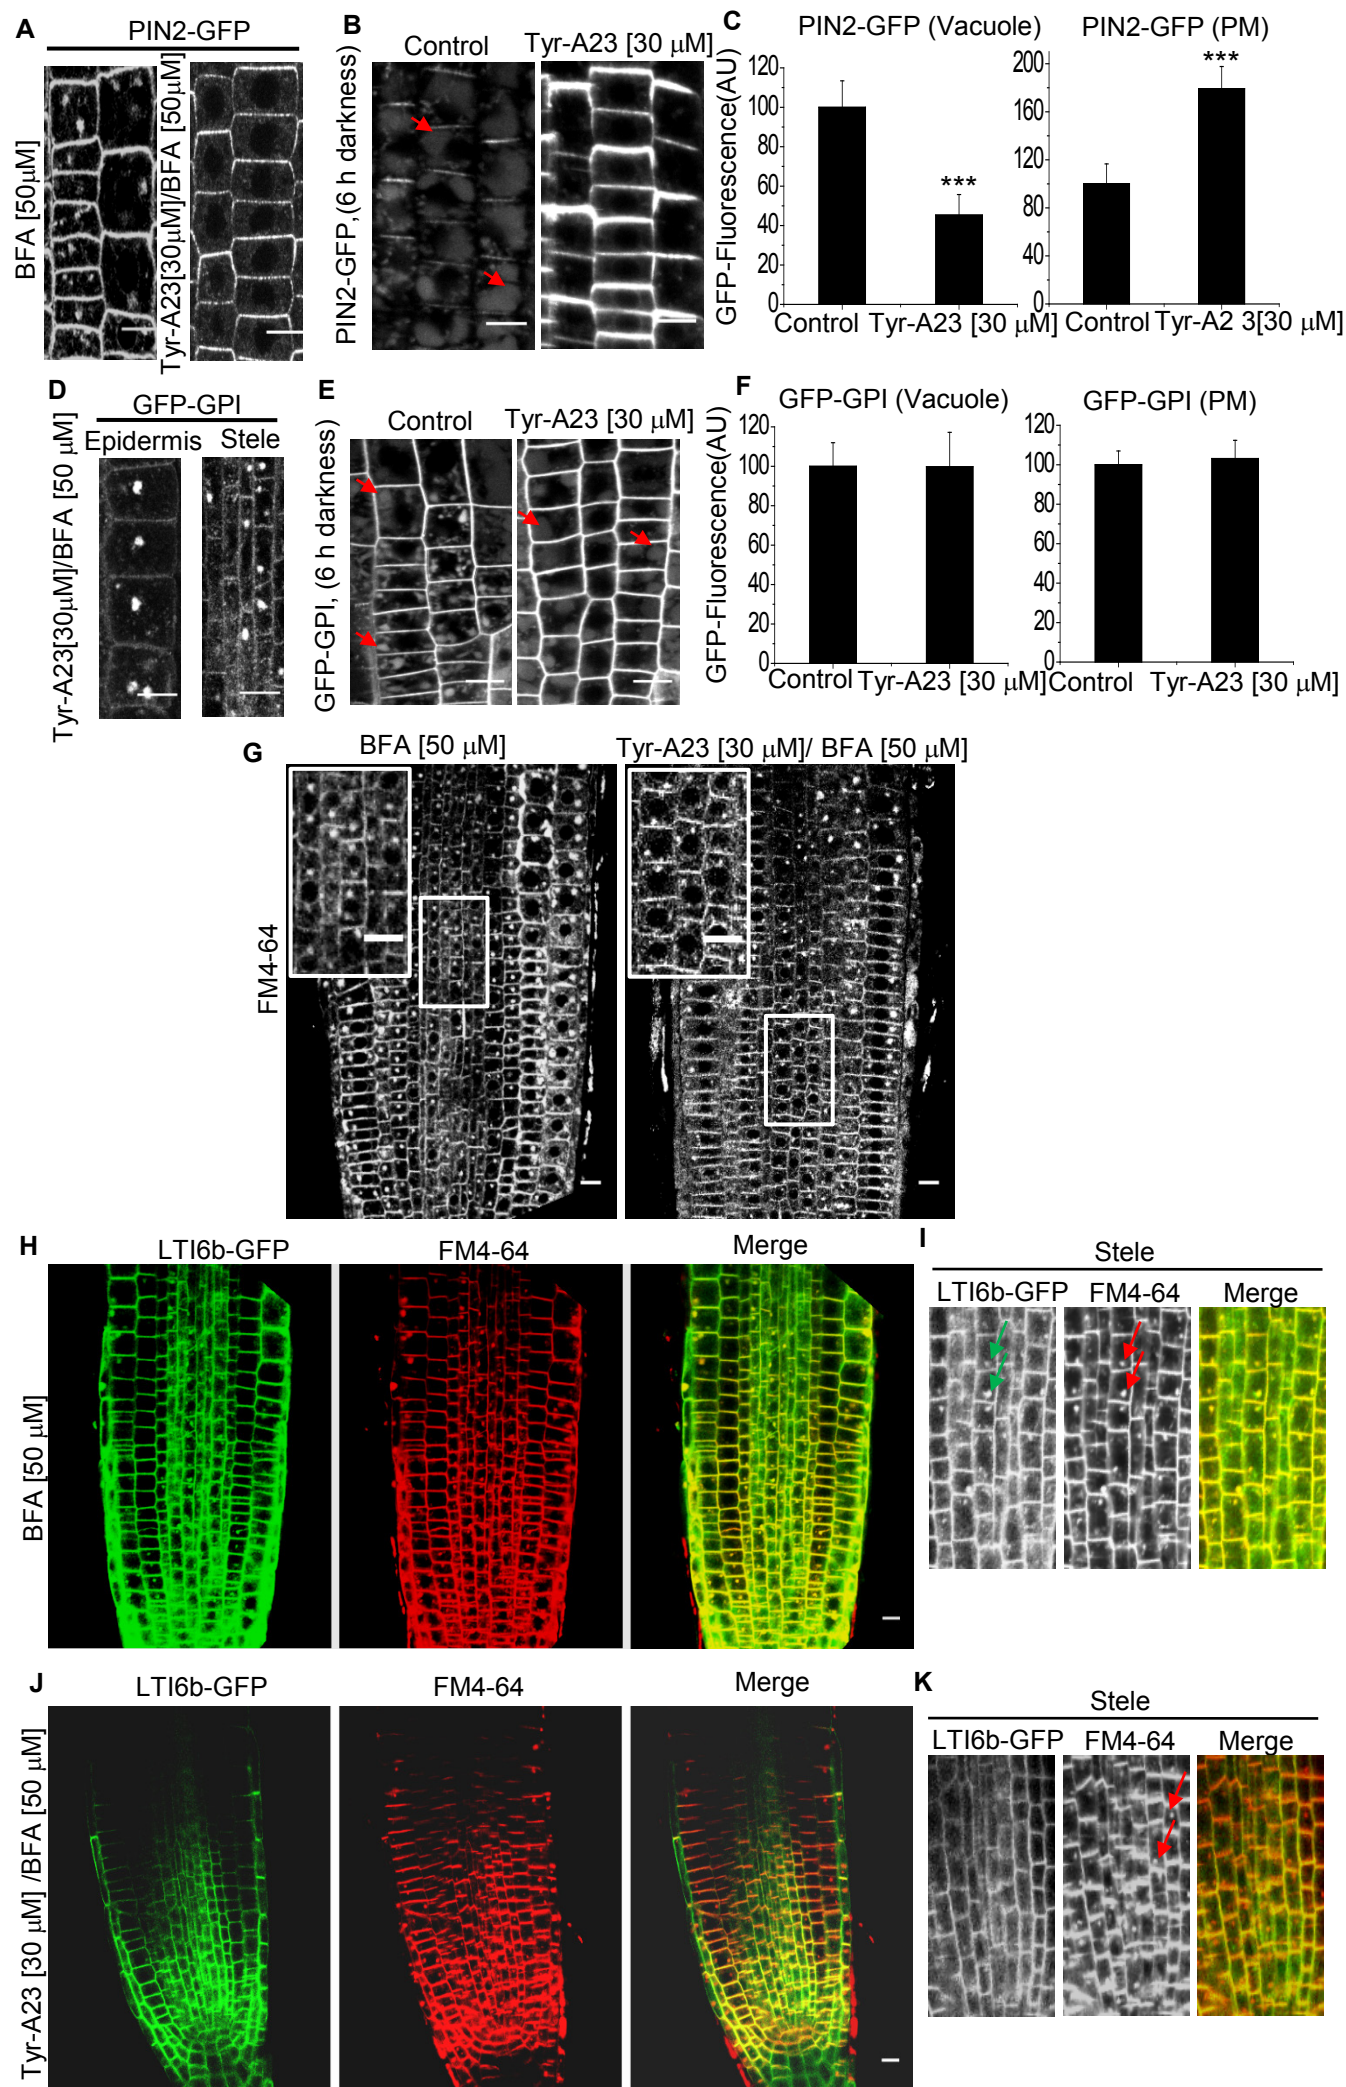 A
PIN2-GFP
BFA [50μM]
Tyr-A23[30μM]/BFA [50μM]
B
Control
Tyr-A23 [30 μM]
PIN2-GFP,(6 h darkness)
C
PIN2-GFP (Vacuole)
GFP-Fluorescence(AU)
120
100
80
60
40
20
0
***
Control
Tyr-A23 [30 μM]
PIN2-GFP (PM)
200
160
120
80
40
0
***
Control
Tyr-A2 3[30 μM]
D
GFP-GPI
Epidermis
Stele
Tyr-A23[30μM]/BFA [50 μM]
E
Control
Tyr-A23 [30 μM]
GFP-GPI, (6 h darkness)
F
GFP-GPI (Vacuole)
GFP-Fluorescence(AU)
120
100
80
60
40
20
0
Control
Tyr-A23 [30 μM]
GFP-GPI (PM)
120
100
80
60
40
20
0
Control
Tyr-A23 [30 μM]
G
BFA [50 μM]
Tyr-A23 [30 μM]/ BFA [50 μM]
FM4-64
H
LTI6b-GFP
FM4-64
Merge
BFA [50 μM]
I
Stele
LTI6b-GFP
FM4-64
Merge
J
LTI6b-GFP
FM4-64
Merge
Tyr-A23 [30 μM] /BFA [50 μM]
K
Stele
LTI6b-GFP
FM4-64
Merge